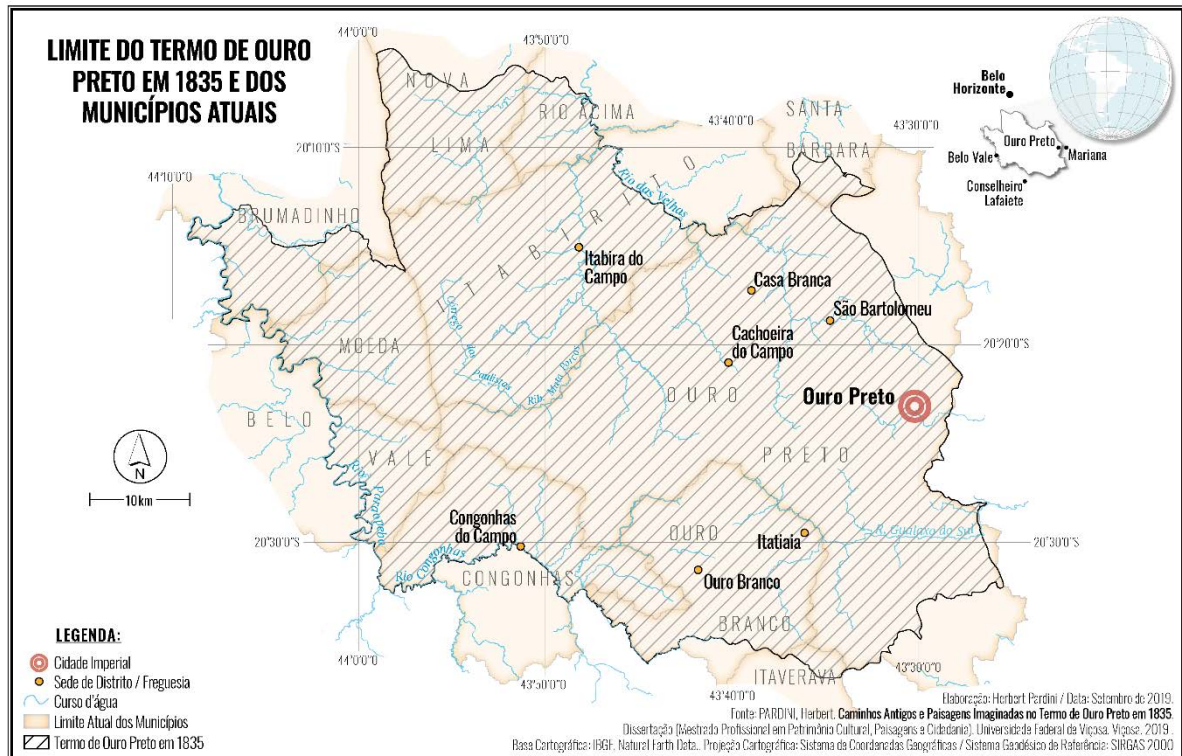 LIMITE DO TERMO DE OURO
PRETO EM 1835 E DOS
MUNICÍPIOS ATUAIS
44°0'0"O
43°50'0"O
43°40'0"O
43°30'0"O
44°10'0"O
20°10'0"S
20°20'0"S
20°30'0"S
20°30'0"S
44°0'0"O
43°50'0"O
43°40'0"O
43°30'0"O
Belo
Horizonte
Ouro Preto
Mariana
Belo Vale
Conselheiro
Lafaiete
NOVA
LIMA
RIO ACIMA
SANTA
BÁRBARA
BRUMADINHO
ITABIRITO
Rio das Velhas
Itabira do
Campo
Casa Branca
São Bartolomeu
Cachoeira
do Campo
Córrego dos
Paulistas
Rib. Mata Porcos
MOEDA
OURO
PRETO
Ouro Preto
BELO
VALE
Rio
Paraopeba
Congonhas
do Campo
Rio Congonhas
CONGONHAS
OURO
BRANCO
Itatiaia
Ouro Branco
R. Gualaxo do Sul
ITAVERAVA
N
10 km
LEGENDA:
Cidade Imperial
Sede de Distrito / Freguesia
Curso d'água
Limite Atual dos Municípios
Termo de Ouro Preto em 1835
Elaboração: Herbert Pardini / Data: Setembro de 2019.
Fonte: PARDINI, Herbert. Caminhos Antigos e Paisagens Imaginadas no Termo de Ouro Preto em 1835.
Dissertação (Mestrado Profissional em Patrimônio Cultural, Paisagens e Cidadania). Universidade Federal de Viçosa. Viçosa, 2019.
Base Cartográfica: IBGE, Natural Earth Data. Projeção Cartográfica: Sistema de Coordenadas Geográficas / Sistema Geodésico de Referência: SIRGAS 2000